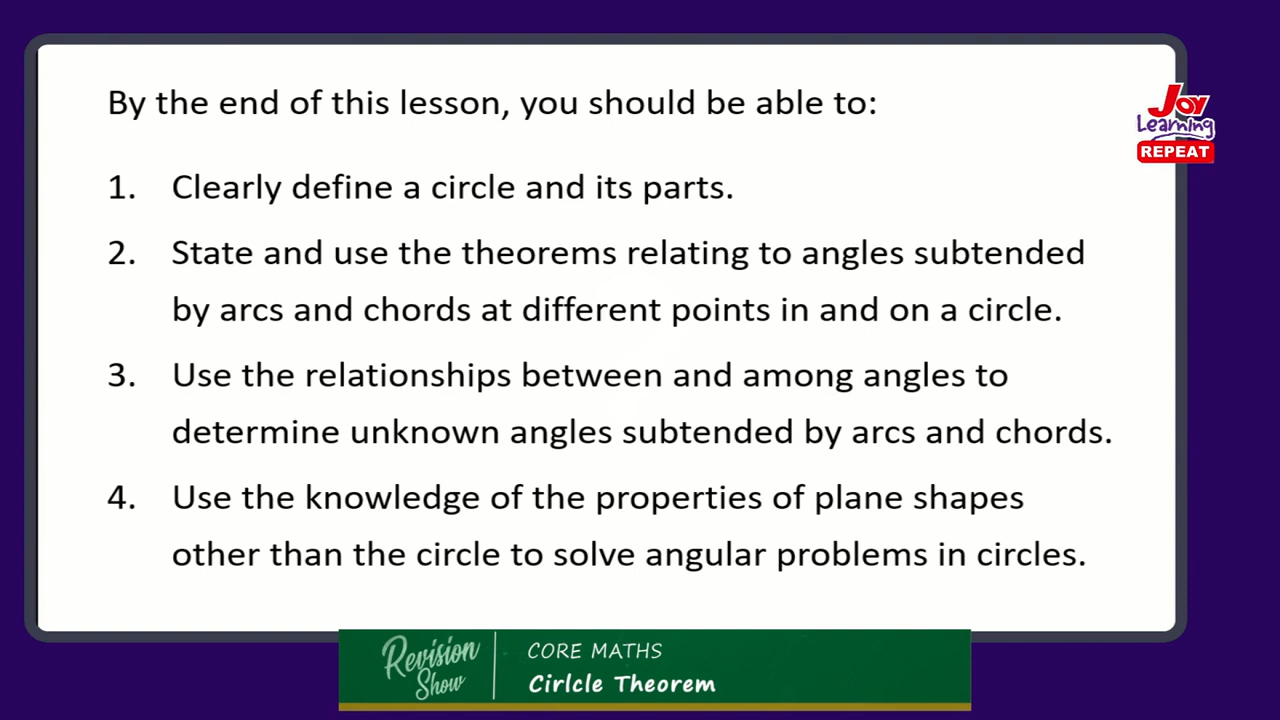 By the end of this lesson, you should be able to:
Joy
Learning
REPEAT
1. Clearly define a circle and its parts.
2. State and use the theorems relating to angles subtended
by arcs and chords at different points in and on a circle.
3. Use the relationships between and among angles to
determine unknown angles subtended by arcs and chords.
4. Use the knowledge of the properties of plane shapes
other than the circle to solve angular problems in circles.
Revision
Show
CORE MATHS
Cirlcle Theorem